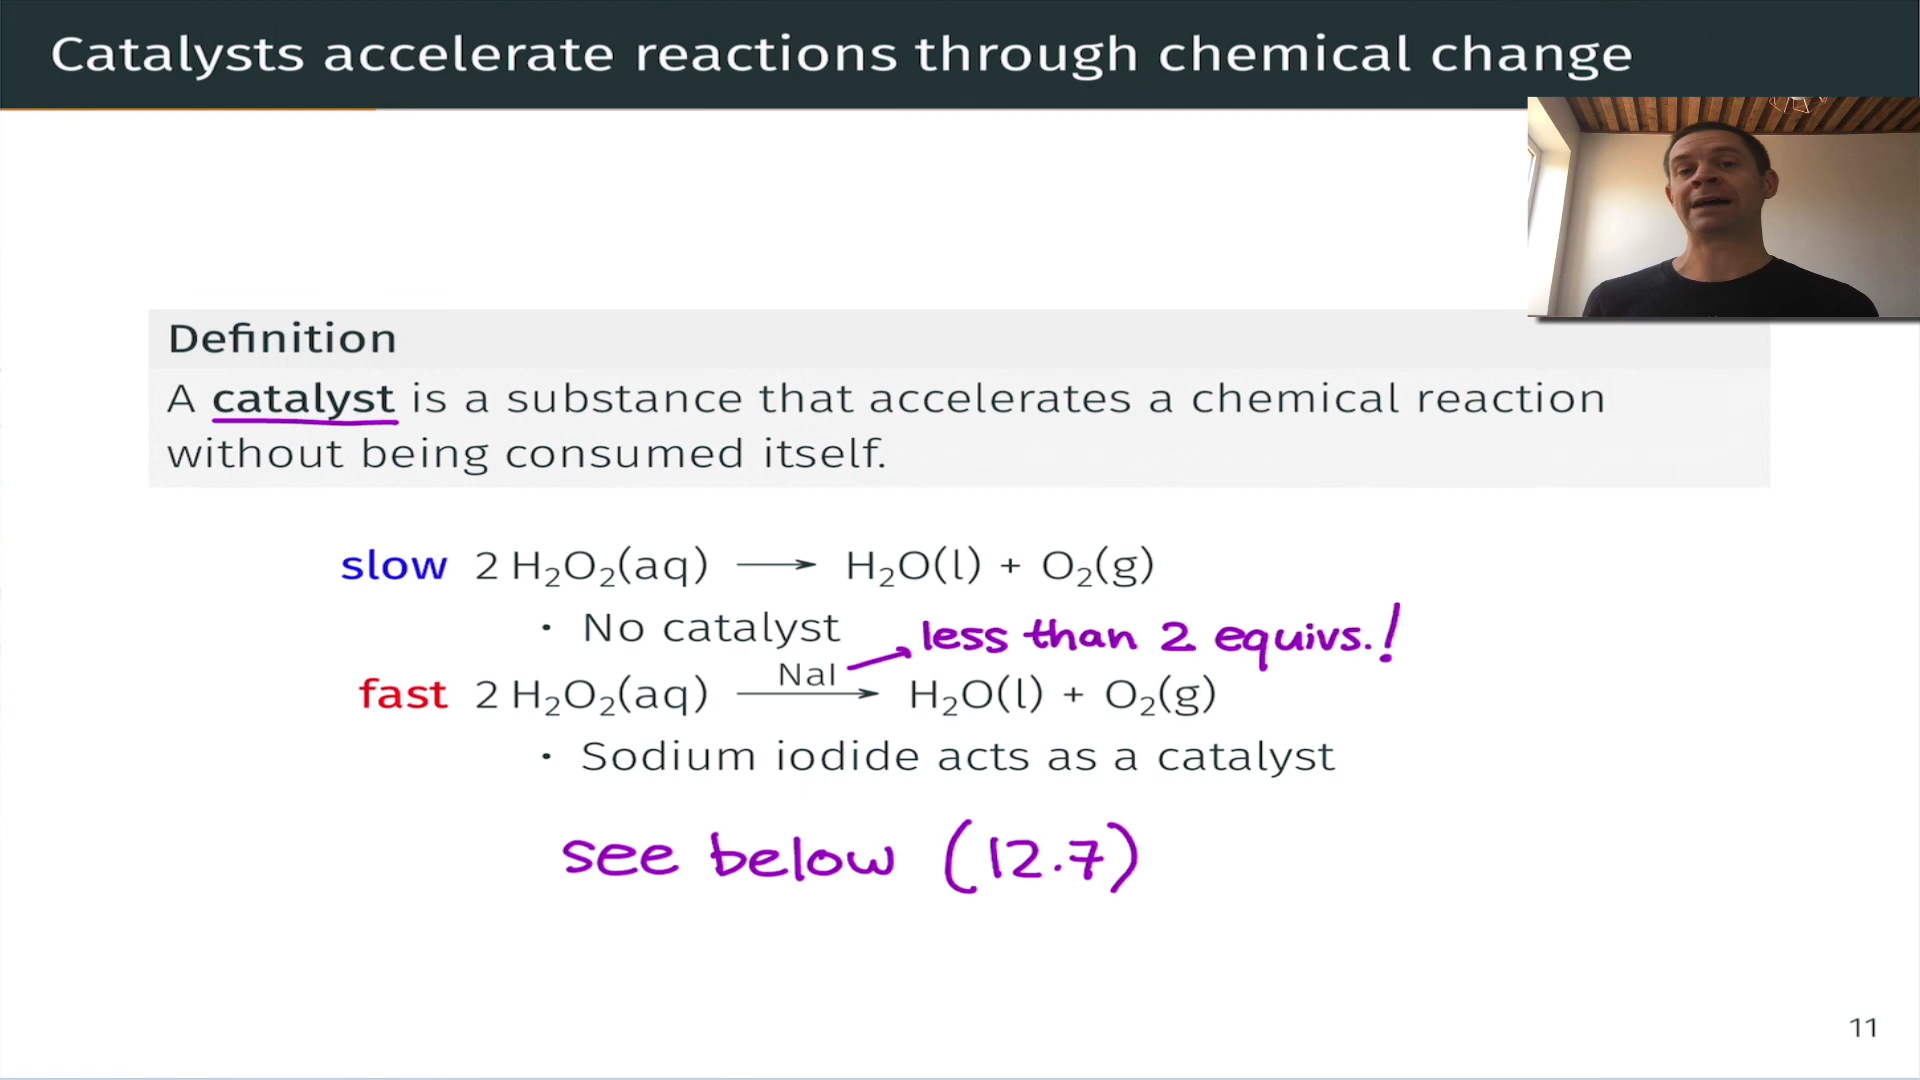 Catalysts accelerate reactions through chemical change
Definition
A catalyst is a substance that accelerates a chemical reaction
without being consumed itself.
slow 2 H₂O₂(aq) ⟶ H₂O(l) + O₂(g)
· No catalyst
less than 2 equivs.!
NaI
fast 2 H₂O₂(aq) ⟶ H₂O(l) + O₂(g)
· Sodium iodide acts as a catalyst
see below (12.7)
11